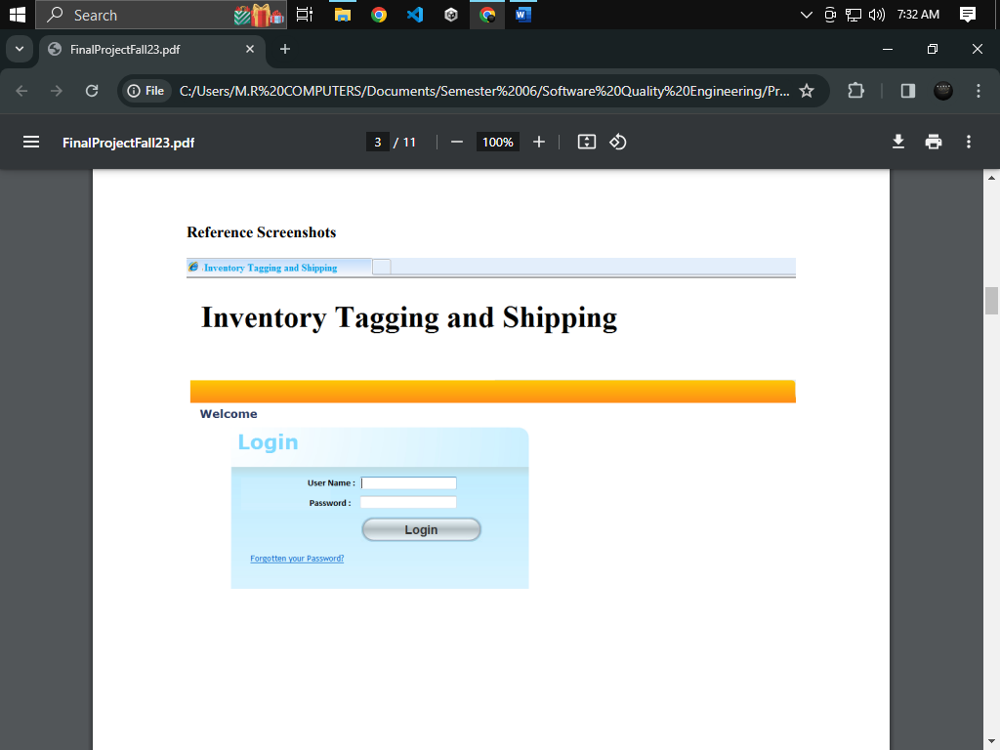 Search
7:32 AM
FinalProjectFall23.pdf
File
C:/Users/M.R%20COMPUTERS/Documents/Semester%2006/Software%20Quality%20Engineering/Pr...
FinalProjectFall23.pdf
3 / 11
100%
Reference Screenshots
Inventory Tagging and Shipping
Inventory Tagging and Shipping
Welcome
Login
User Name :
Password :
Login
Forgotten your Password?